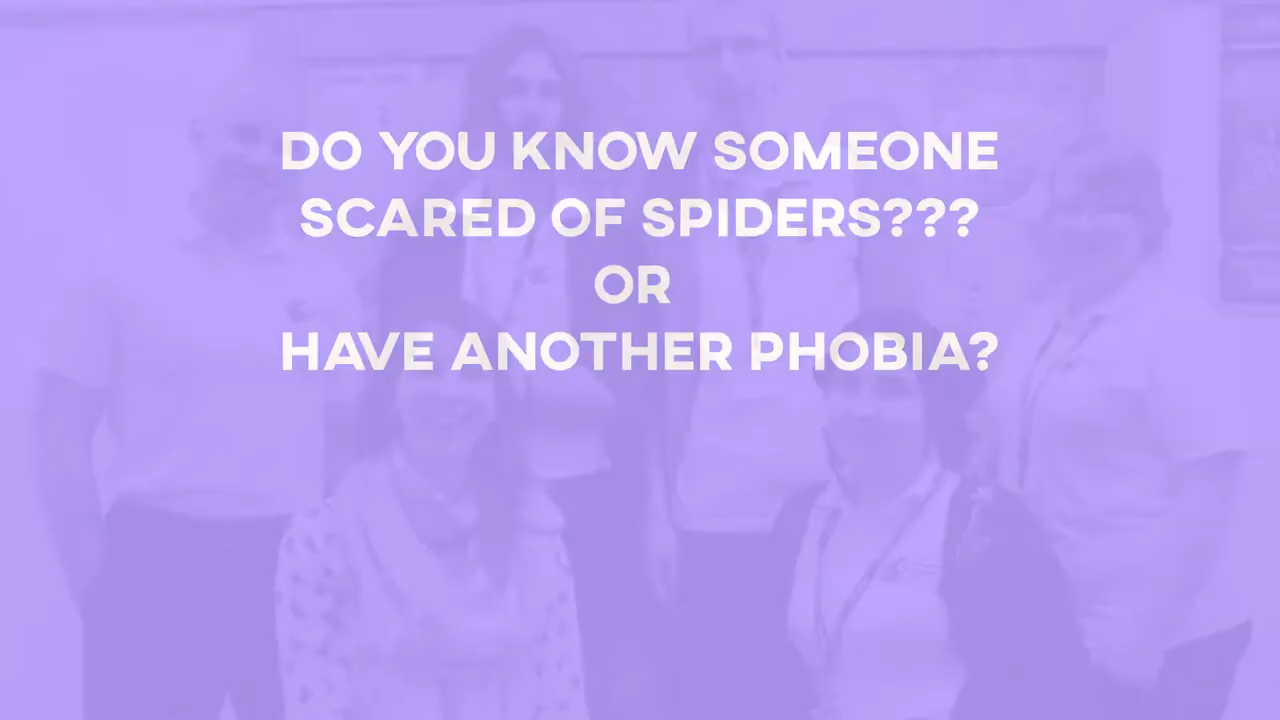 DO YOU KNOW SOMEONE
SCARED OF SPIDERS???
OR
HAVE ANOTHER PHOBIA?